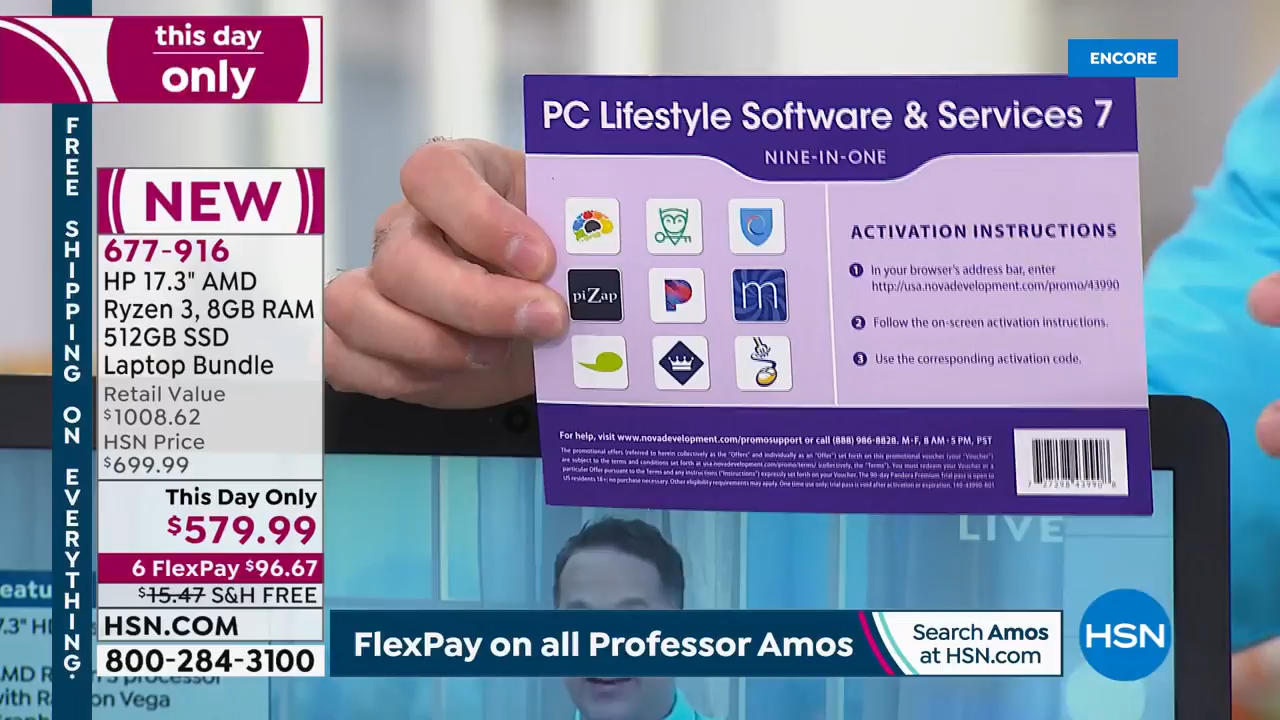 this day
only
FREE SHIPPING ON EVERYTHING.
NEW
677-916
HP 17.3" AMD
Ryzen 3, 8GB RAM
512GB SSD
Laptop Bundle
Retail Value
$1008.62
HSN Price
$699.99
This Day Only
$579.99
6 FlexPay $96.67
$15.47 S&H FREE
HSN.COM
800-284-3100
ENCORE
PC Lifestyle Software & Services 7
NINE-IN-ONE
piZap
P
m
ACTIVATION INSTRUCTIONS
1 In your browser's address bar, enter
http://usa.novadevelopment.com/promo/43990
2 Follow the on-screen activation instructions.
3 Use the corresponding activation code.
For help, visit www.novadevelopment.com/promosupport or call (888) 986-8828. M-F, 8 AM-5 PM, PST
LIVE
FlexPay on all Professor Amos
Search Amos
at HSN.com
HSN